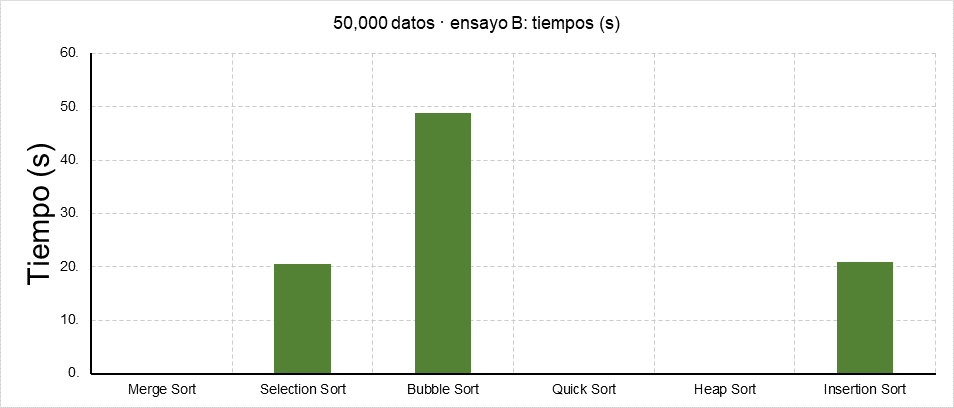 50,000 datos · ensayo B: tiempos (s)
Tiempo (s)
60.
50.
40.
30.
20.
10.
0.
Merge Sort Selection Sort Bubble Sort Quick Sort Heap Sort Insertion Sort